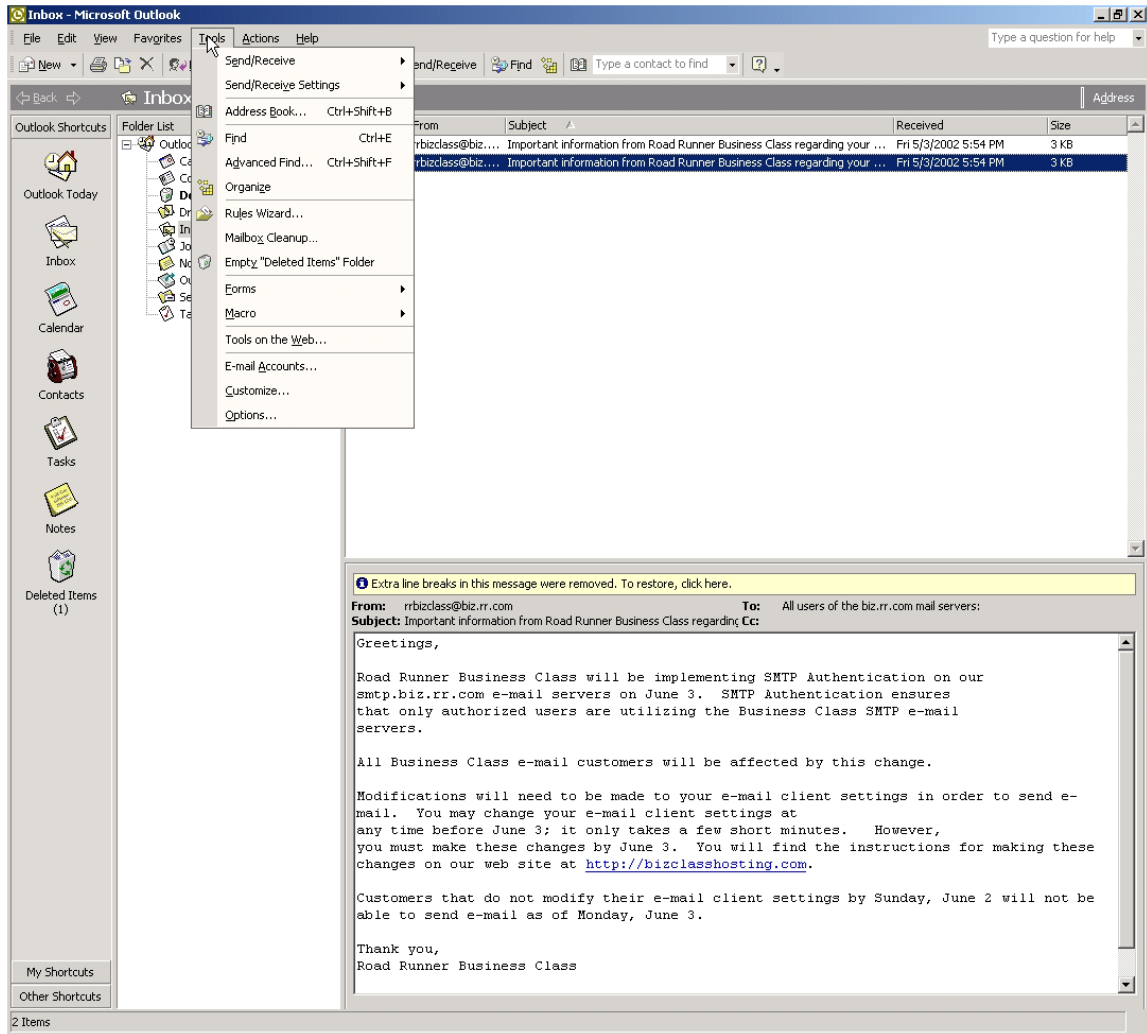 Inbox - Microsoft Outlook
File Edit View Favorites Tools Actions Help
Type a question for help
New
end/Receive Find Type a contact to find
Back Inbox
Address
Outlook Shortcuts
Outlook Today
Inbox
Calendar
Contacts
Tasks
Notes
Deleted Items
(1)
My Shortcuts
Other Shortcuts
Folder List
Send/Receive
Send/Receive Settings
Address Book... Ctrl+Shift+B
Find Ctrl+E
Advanced Find... Ctrl+Shift+F
Organize
Rules Wizard...
Mailbox Cleanup...
Empty "Deleted Items" Folder
Forms
Macro
Tools on the Web...
E-mail Accounts...
Customize...
Options...
From Subject Received Size
rrbizclass@biz.... Important information from Road Runner Business Class regarding your ... Fri 5/3/2002 5:54 PM 3 KB
rrbizclass@biz.... Important information from Road Runner Business Class regarding your ... Fri 5/3/2002 5:54 PM 3 KB
Extra line breaks in this message were removed. To restore, click here.
From: rrbizclass@biz.rr.com To: All users of the biz.rr.com mail servers:
Subject: Important information from Road Runner Business Class regarding Cc:
Greetings,
Road Runner Business Class will be implementing SMTP Authentication on our
smtp.biz.rr.com e-mail servers on June 3. SMTP Authentication ensures
that only authorized users are utilizing the Business Class SMTP e-mail
servers.
All Business Class e-mail customers will be affected by this change.
Modifications will need to be made to your e-mail client settings in order to send e-
mail. You may change your e-mail client settings at
any time before June 3; it only takes a few short minutes. However,
you must make these changes by June 3. You will find the instructions for making these
changes on our web site at http://bizclasshosting.com.
Customers that do not modify their e-mail client settings by Sunday, June 2 will not be
able to send e-mail as of Monday, June 3.
Thank you,
Road Runner Business Class
2 Items